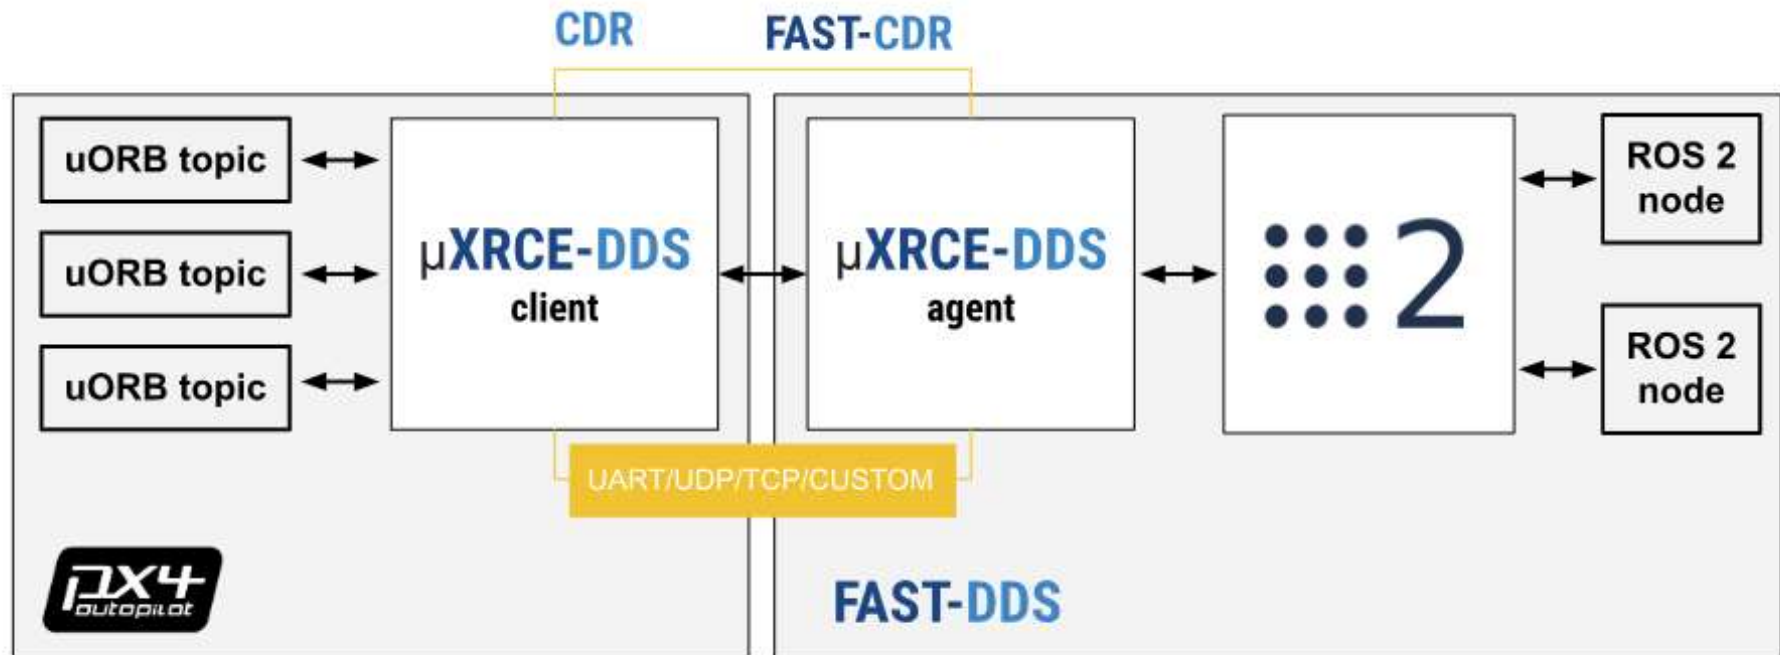 CDR
FAST-CDR
uORB topic
uORB topic
uORB topic
µXRCE-DDS
client
µXRCE-DDS
agent
2
ROS 2
node
ROS 2
node
UART/UDP/TCP/CUSTOM
px4
autopilot
FAST-DDS